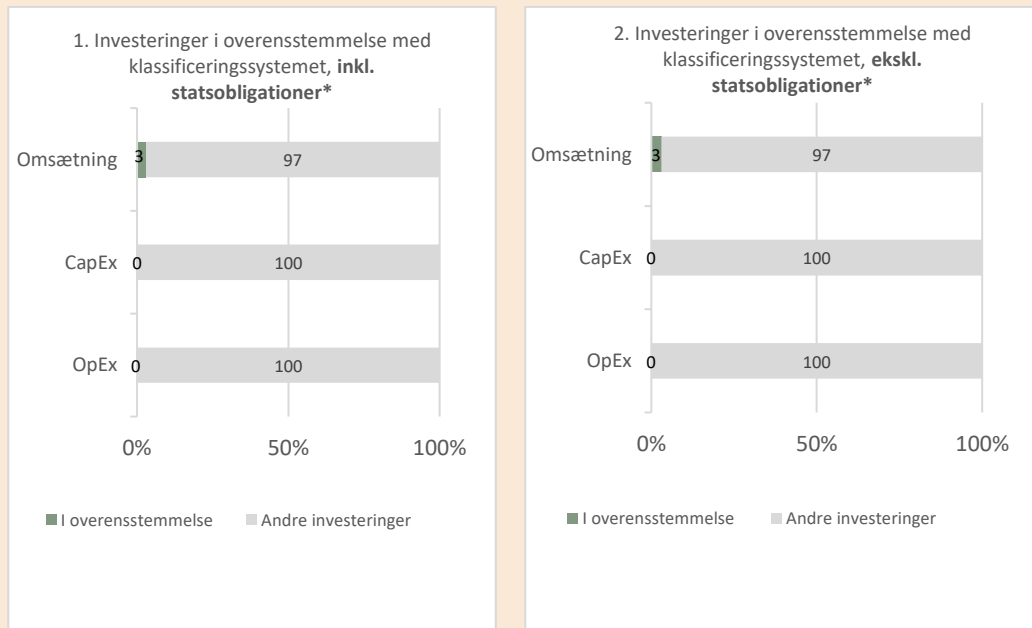 1. Investeringer i overensstemmelse med
klassificeringssystemet, inkl.
statsobligationer*
Omsætning 3 97
CapEx 0 100
OpEx 0 100
0% 50% 100%
I overensstemmelse Andre investeringer
2. Investeringer i overensstemmelse med
klassificeringssystemet, ekskl.
statsobligationer*
Omsætning 3 97
CapEx 0 100
OpEx 0 100
0% 50% 100%
I overensstemmelse Andre investeringer